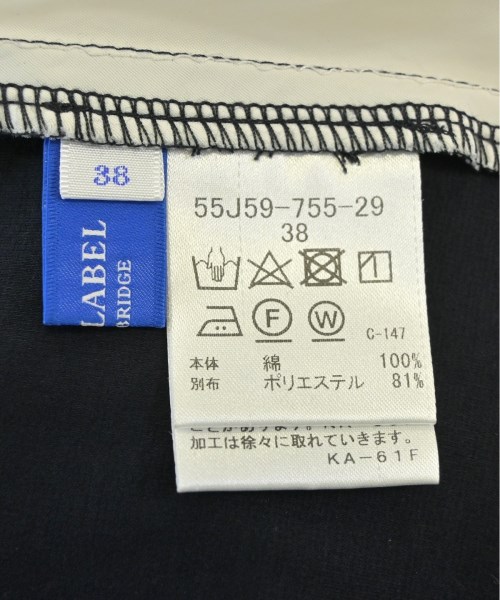 38
LABEL
BRIDGE
55J59-755-29
38
F
W
C-147
本体 綿 100%
別布 ポリエステル 81%
加工は徐々に取れていきます。
KA-61F